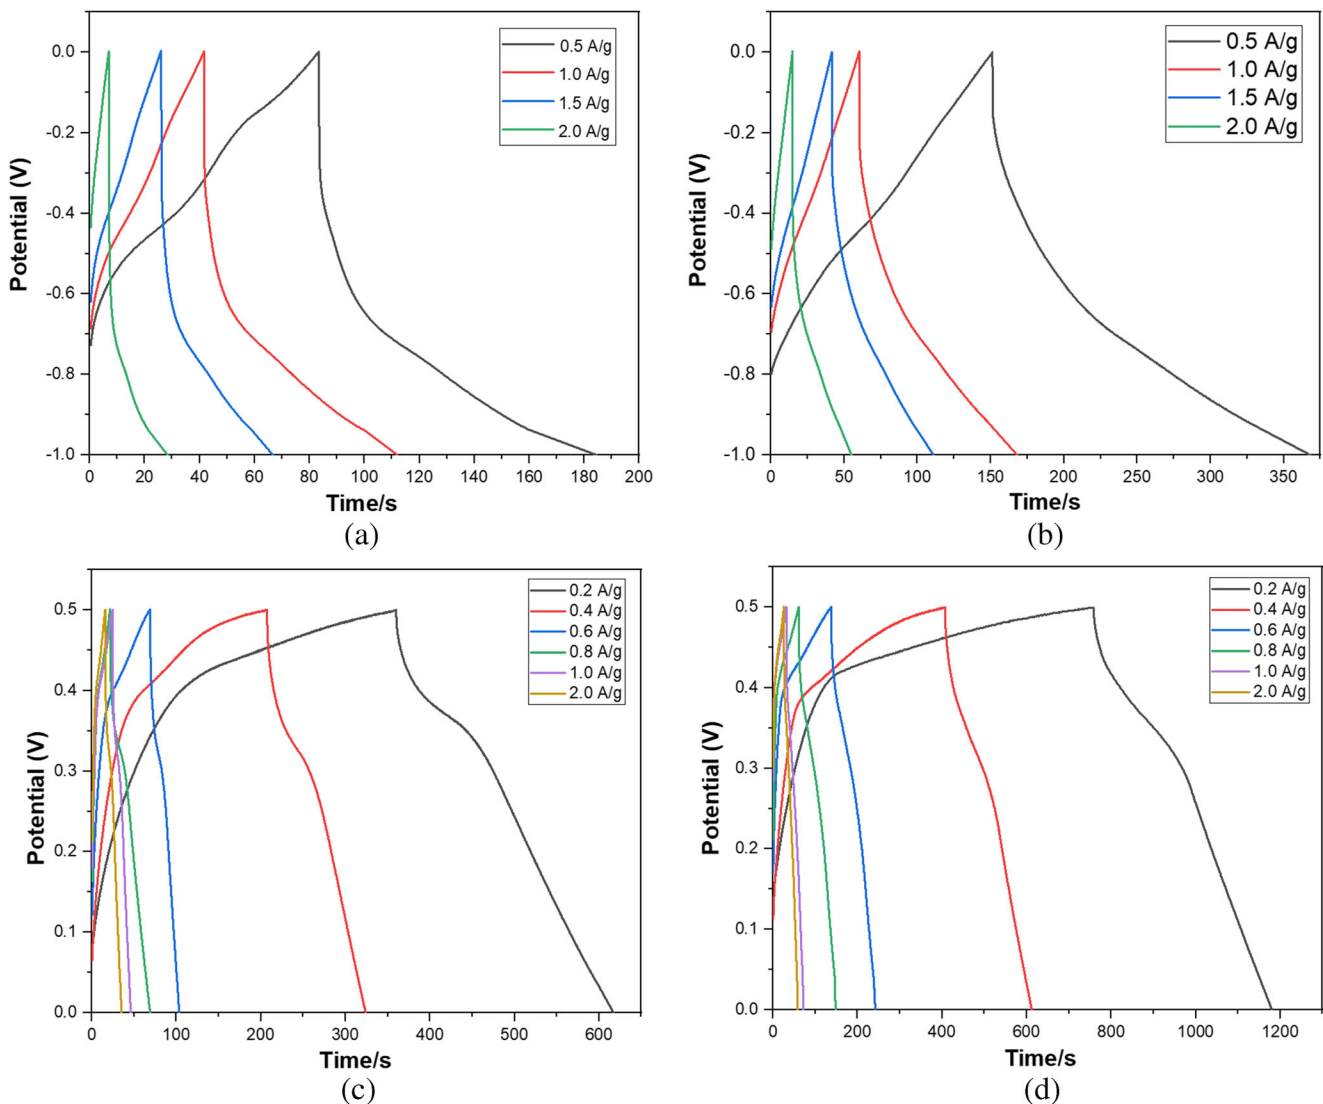 0.0
-0.2
-0.4
-0.6
-0.8
-1.0
Potential (V)
0.5 A/g
1.0 A/g
1.5 A/g
2.0 A/g
0 20 40 60 80 100 120 140 160 180 200
Time/s
(a)
0.0
-0.2
-0.4
-0.6
-0.8
-1.0
Potential (V)
0.5 A/g
1.0 A/g
1.5 A/g
2.0 A/g
0 50 100 150 200 250 300 350
Time/s
(b)
0.5
0.4
0.3
0.2
0.1
0.0
Potential (V)
0.2 A/g
0.4 A/g
0.6 A/g
0.8 A/g
1.0 A/g
2.0 A/g
0 100 200 300 400 500 600
Time/s
(c)
0.5
0.4
0.3
0.2
0.1
0.0
Potential (V)
0.2 A/g
0.4 A/g
0.6 A/g
0.8 A/g
1.0 A/g
2.0 A/g
0 200 400 600 800 1000 1200
Time/s
(d)